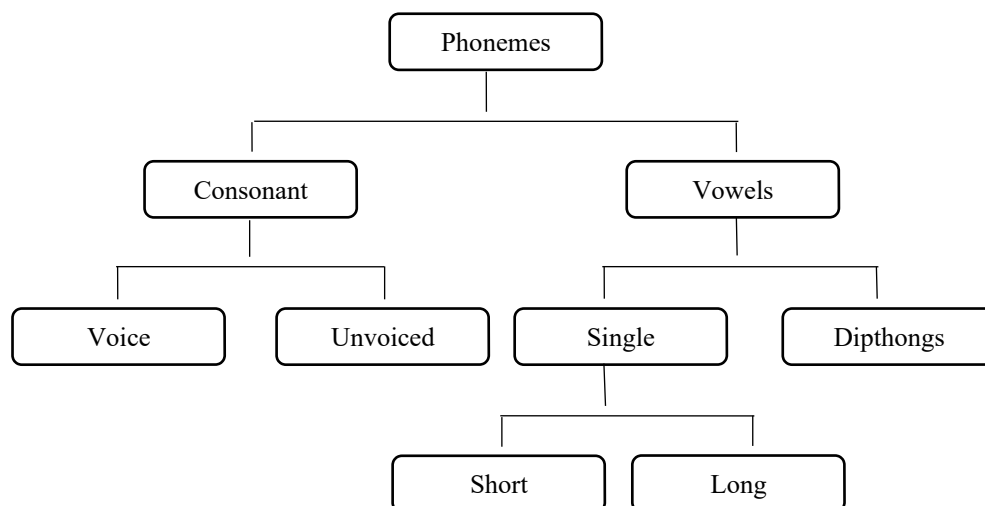 Phonemes
Consonant
Vowels
Voice
Unvoiced
Single
Dipthongs
Short
Long